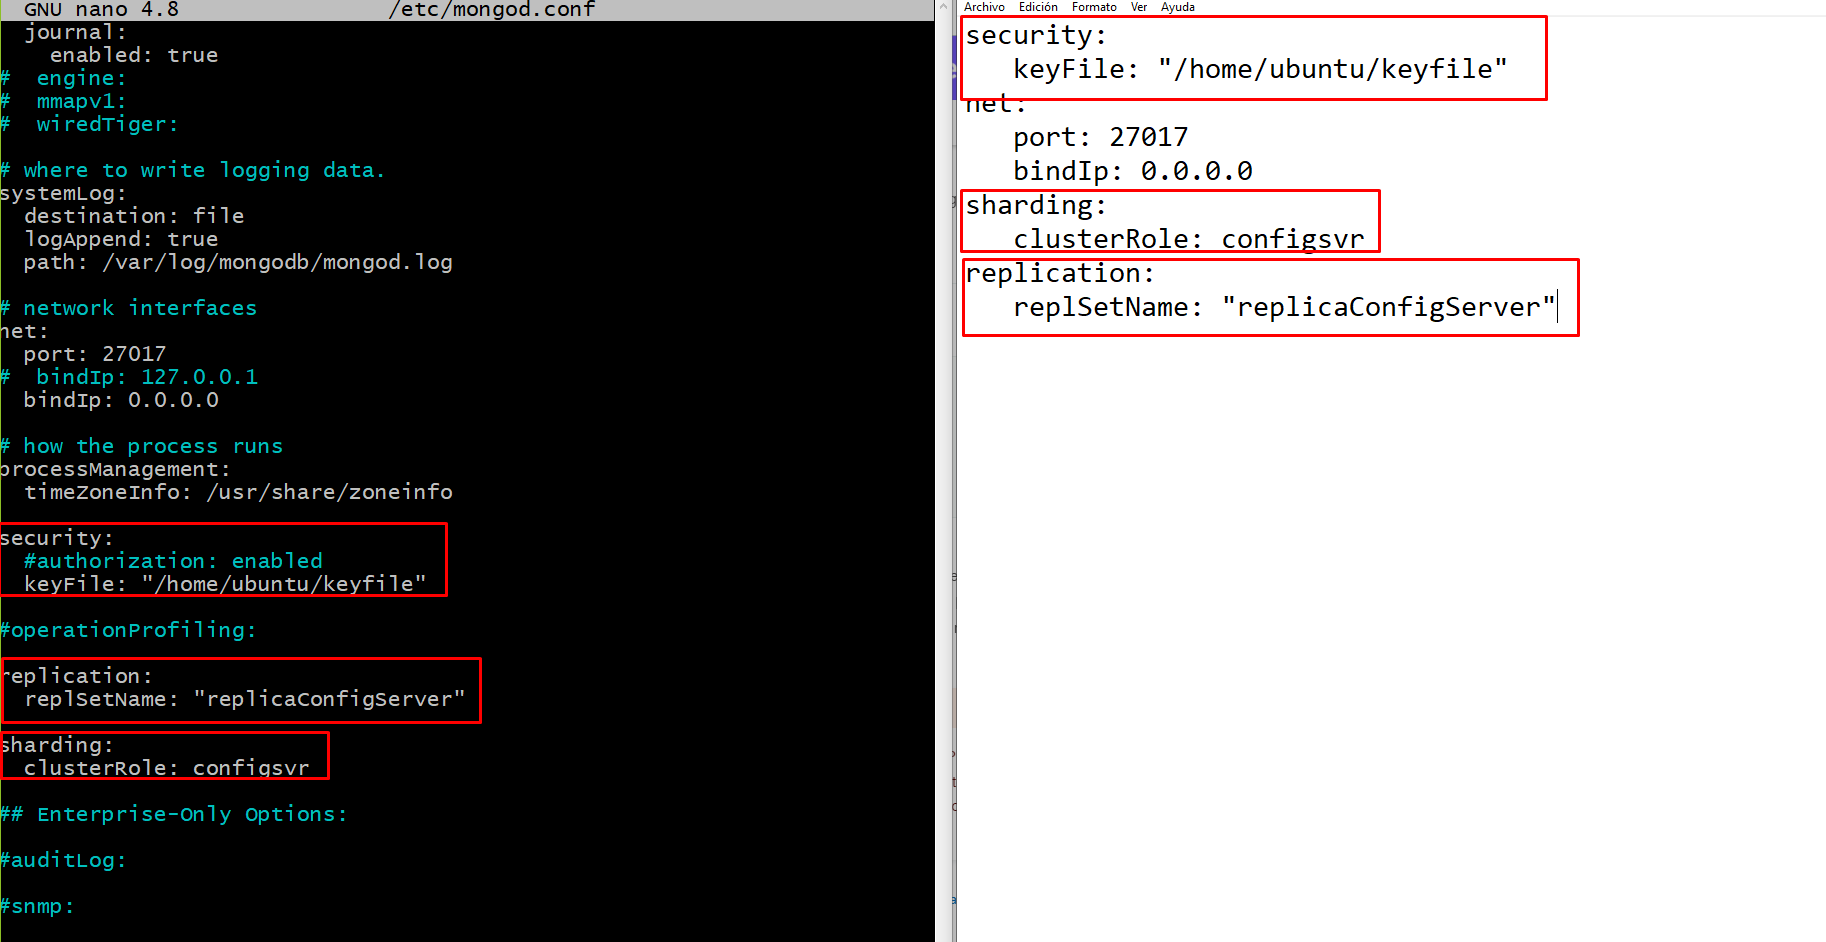 GNU nano 4.8 /etc/mongod.conf
  journal:
    enabled: true
#  engine:
#  mmapv1:
#  wiredTiger:
# where to write logging data.
systemLog:
  destination: file
  logAppend: true
  path: /var/log/mongodb/mongod.log
# network interfaces
net:
  port: 27017
#  bindIp: 127.0.0.1
  bindIp: 0.0.0.0
# how the process runs
processManagement:
  timeZoneInfo: /usr/share/zoneinfo
security:
  #authorization: enabled
  keyFile: "/home/ubuntu/keyfile"
#operationProfiling:
replication:
  replSetName: "replicaConfigServer"
sharding:
  clusterRole: configsvr
## Enterprise-Only Options:
#auditLog:
#snmp:
Archivo Edición Formato Ver Ayuda
security:
   keyFile: "/home/ubuntu/keyfile"
net:
   port: 27017
   bindIp: 0.0.0.0
sharding:
   clusterRole: configsvr
replication:
   replSetName: "replicaConfigServer"